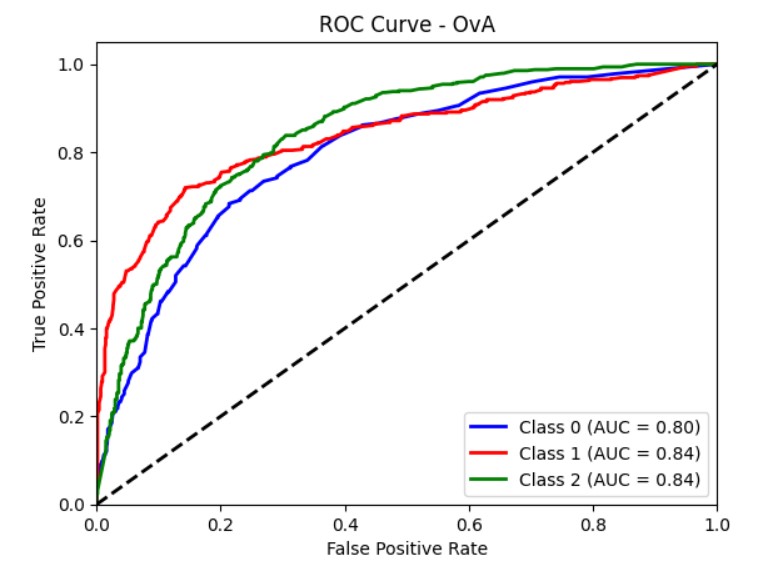 ROC Curve - OvA
True Positive Rate
1.0
0.8
0.6
0.4
0.2
0.0
Class 0 (AUC = 0.80)
Class 1 (AUC = 0.84)
Class 2 (AUC = 0.84)
0.0 0.2 0.4 0.6 0.8 1.0
False Positive Rate